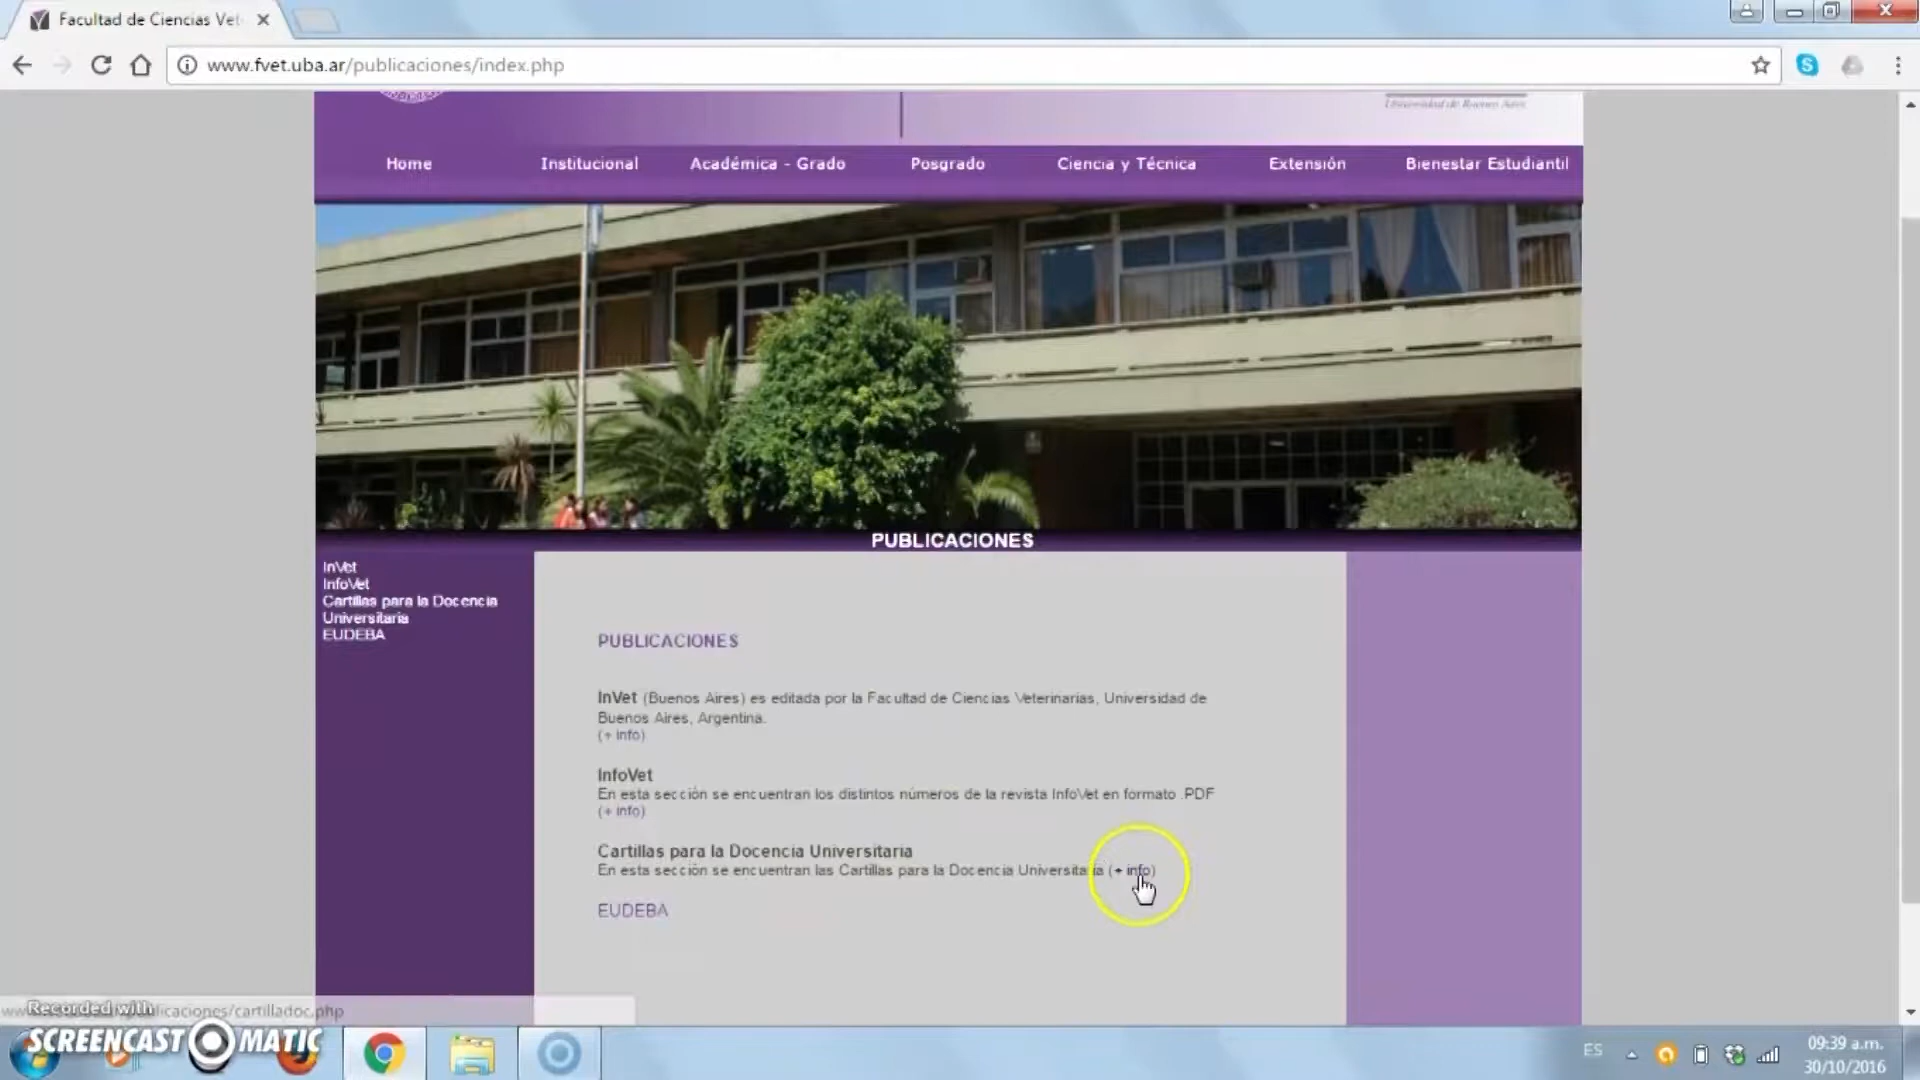 Facultad de Ciencias Vet
www.fvet.uba.ar/publicaciones/index.php
Universidad de Buenos Aires
Home Institucional Académica - Grado Posgrado Ciencia y Técnica Extensión Bienestar Estudiantil
PUBLICACIONES
InVet
InfoVet
Cartillas para la Docencia
Universitaria
EUDEBA
PUBLICACIONES
InVet (Buenos Aires) es editada por la Facultad de Ciencias Veterinarias, Universidad de
Buenos Aires, Argentina.
(+ info)
InfoVet
En esta sección se encuentran los distintos números de la revista InfoVet en formato .PDF
(+ info)
Cartillas para la Docencia Universitaria
En esta sección se encuentran las Cartillas para la Docencia Universitaria (+ info)
EUDEBA
Recorded with
licaciones/cartilladoc.php
SCREENCAST MATIC
ES
09:39 a.m.
30/10/2016